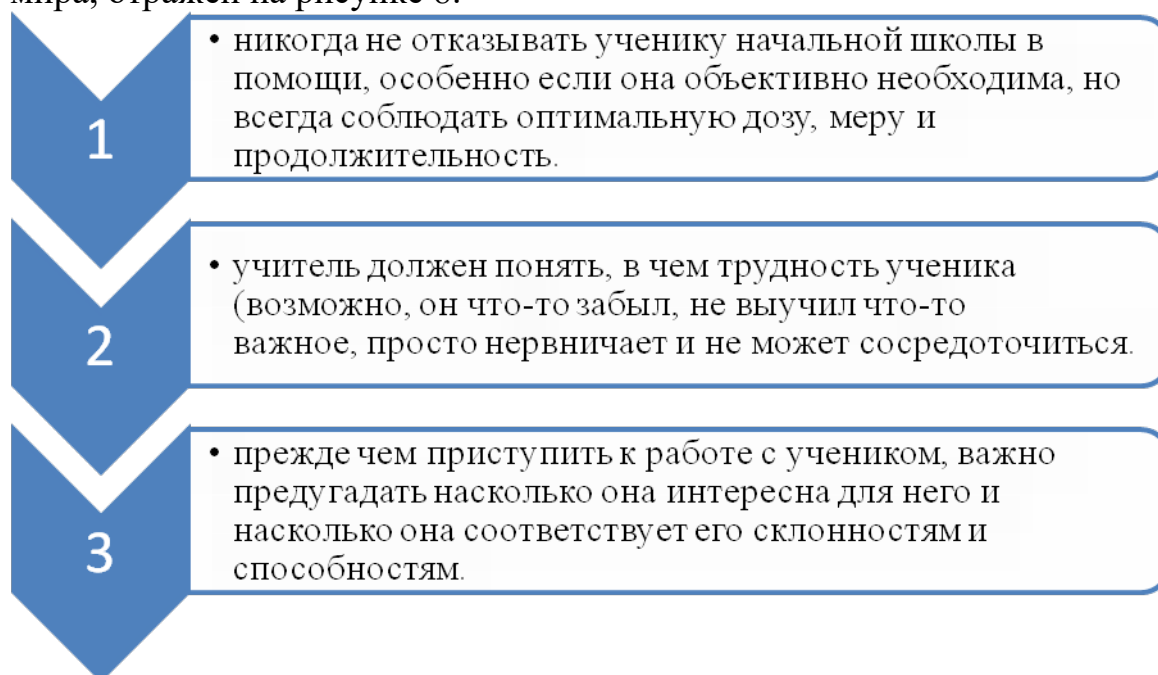 мира, отражен на рисунке 6.
1
• никогда не отказывать ученику начальной школы в
помощи, особенно если она объективно необходима, но
всегда соблюдать оптимальную дозу, меру и
продолжительность.
2
• учитель должен понять, в чем трудность ученика
(возможно, он что-то забыл, не выучил что-то
важное, просто нервничает и не может сосредоточиться.
3
• прежде чем приступить к работе с учеником, важно
предугадать насколько она интересна для него и
насколько она соответствует его склонностям и
способностям.